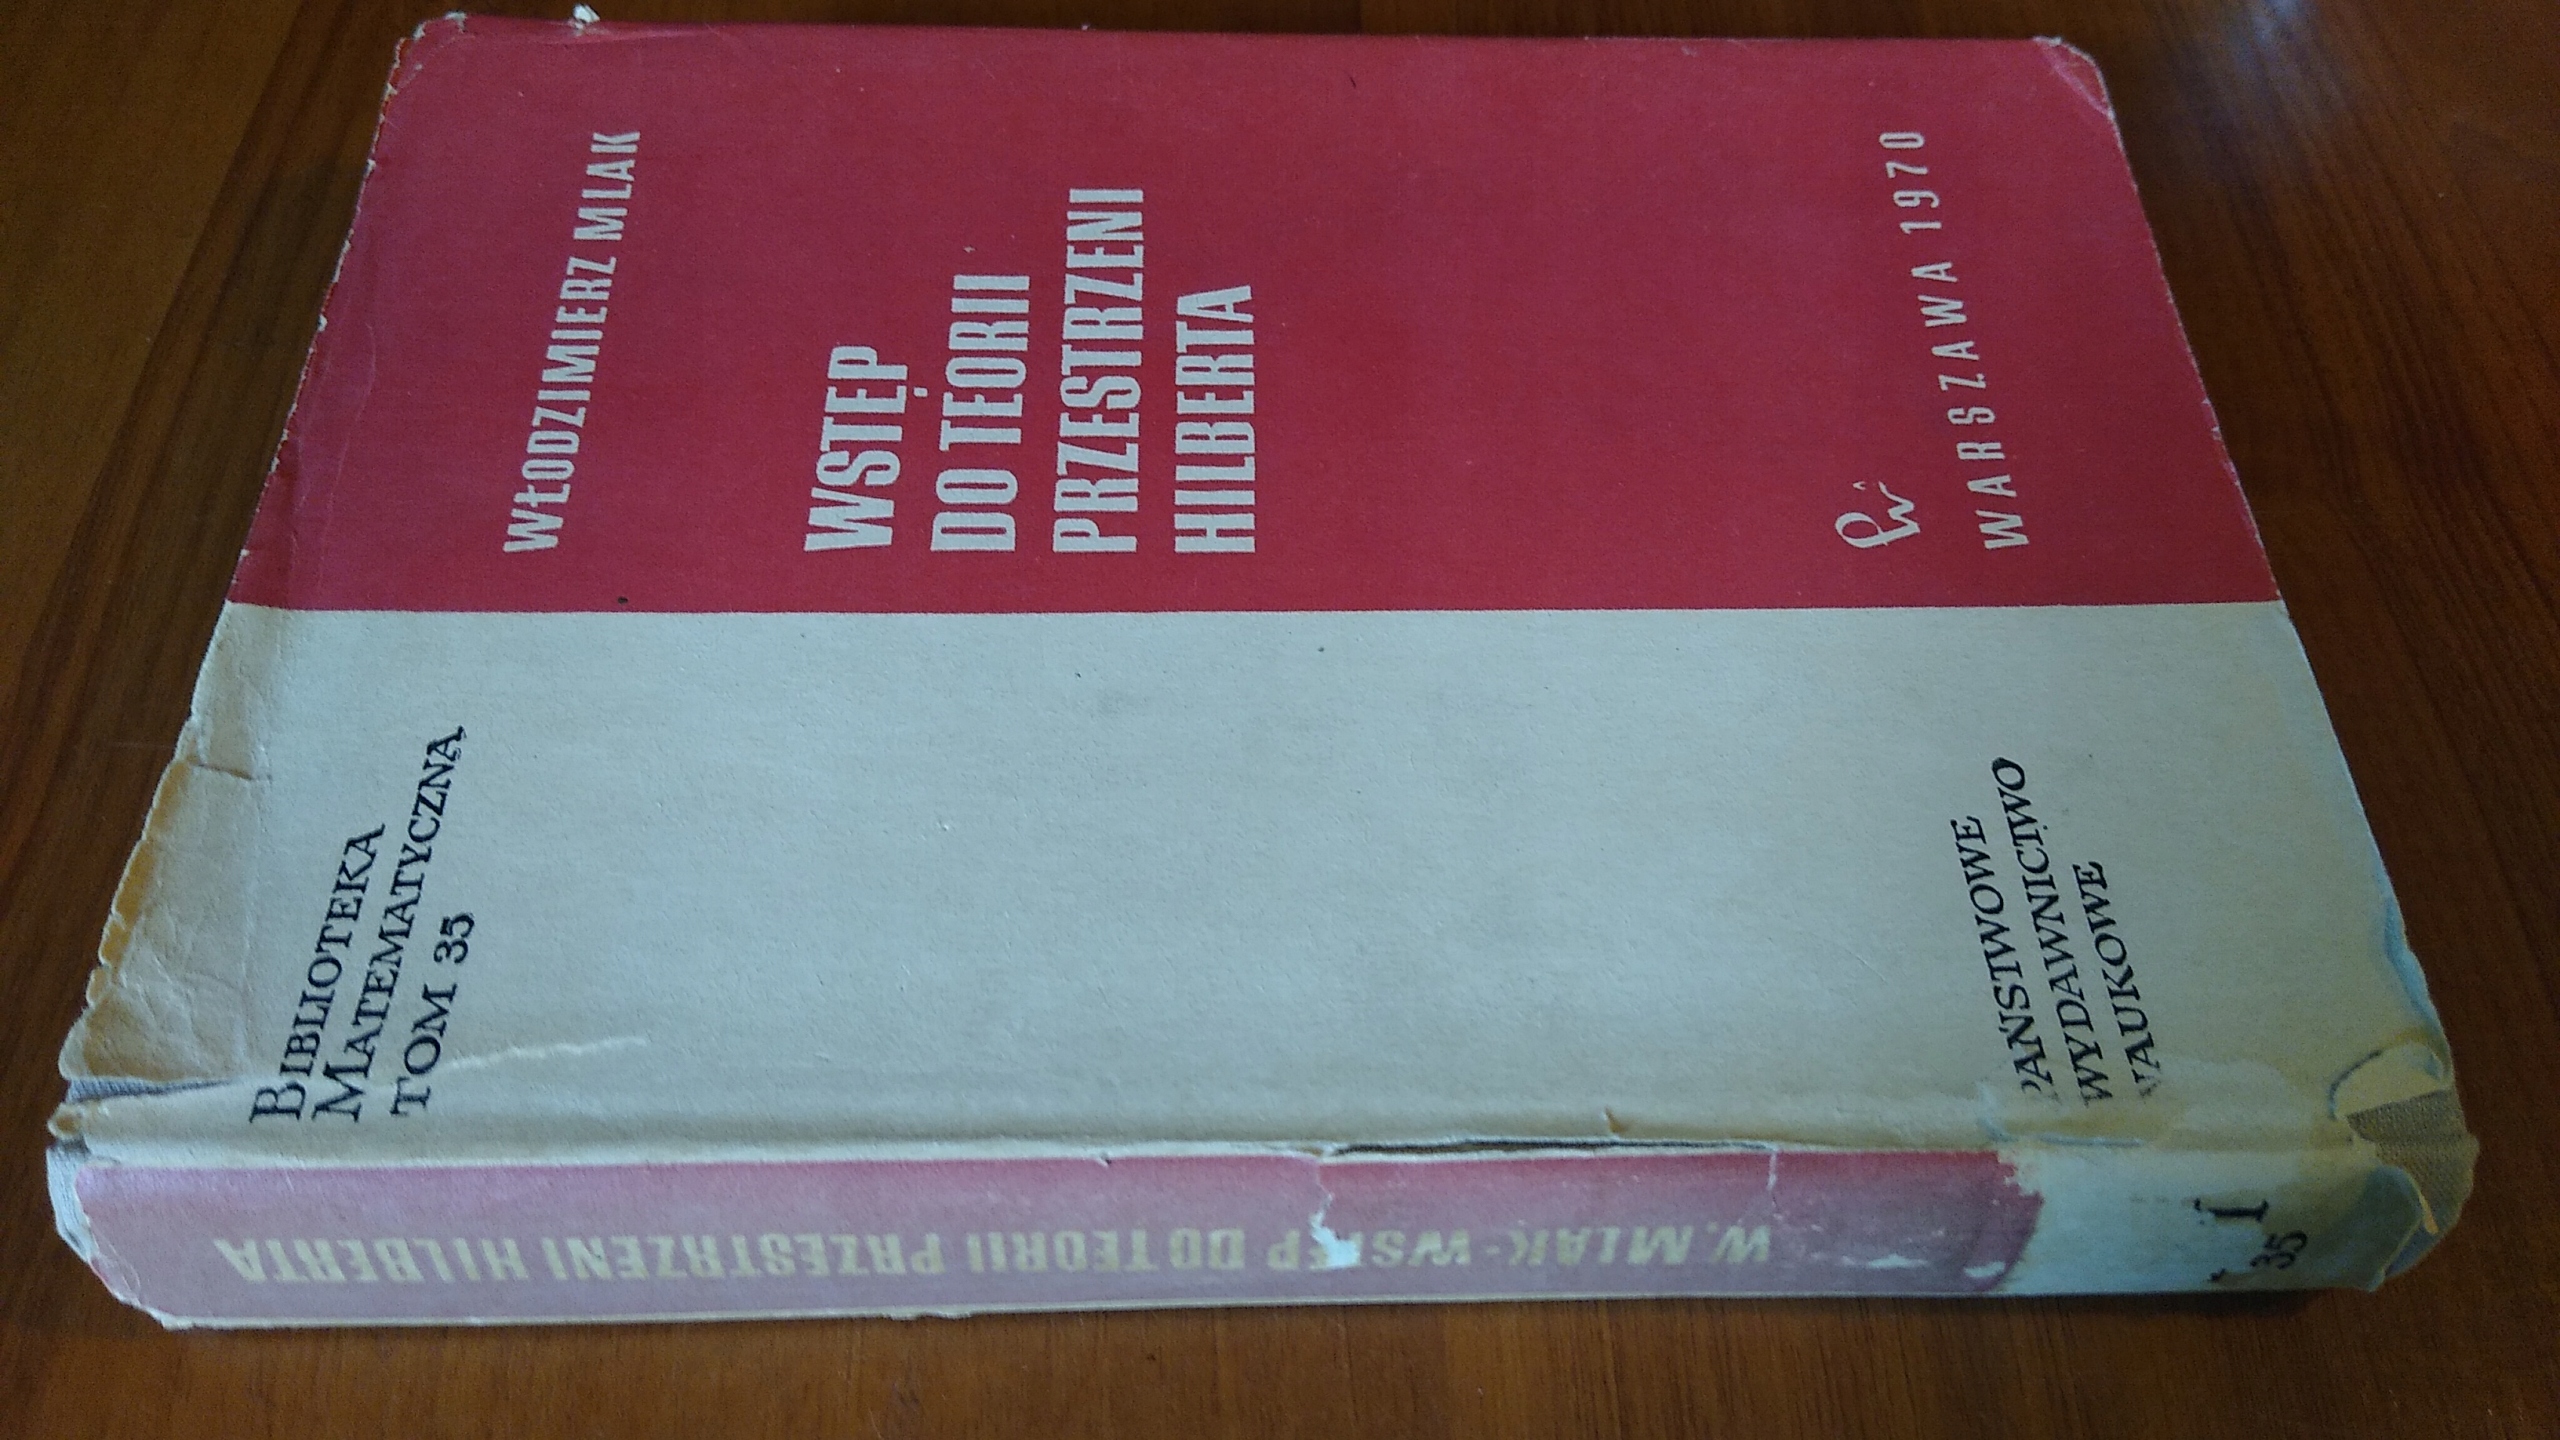 BIBLIOTEKA
MATEMATYCZNA
TOM 35
WŁODZIMIERZ MLAK
WSTĘP
DO TEORII
PRZESTRZENI
HILBERTA
PAŃSTWOWE
WYDAWNICTWO
NAUKOWE
WARSZAWA 1970
W. MLAK · WSTĘP DO TEORII PRZESTRZENI HILBERTA
35